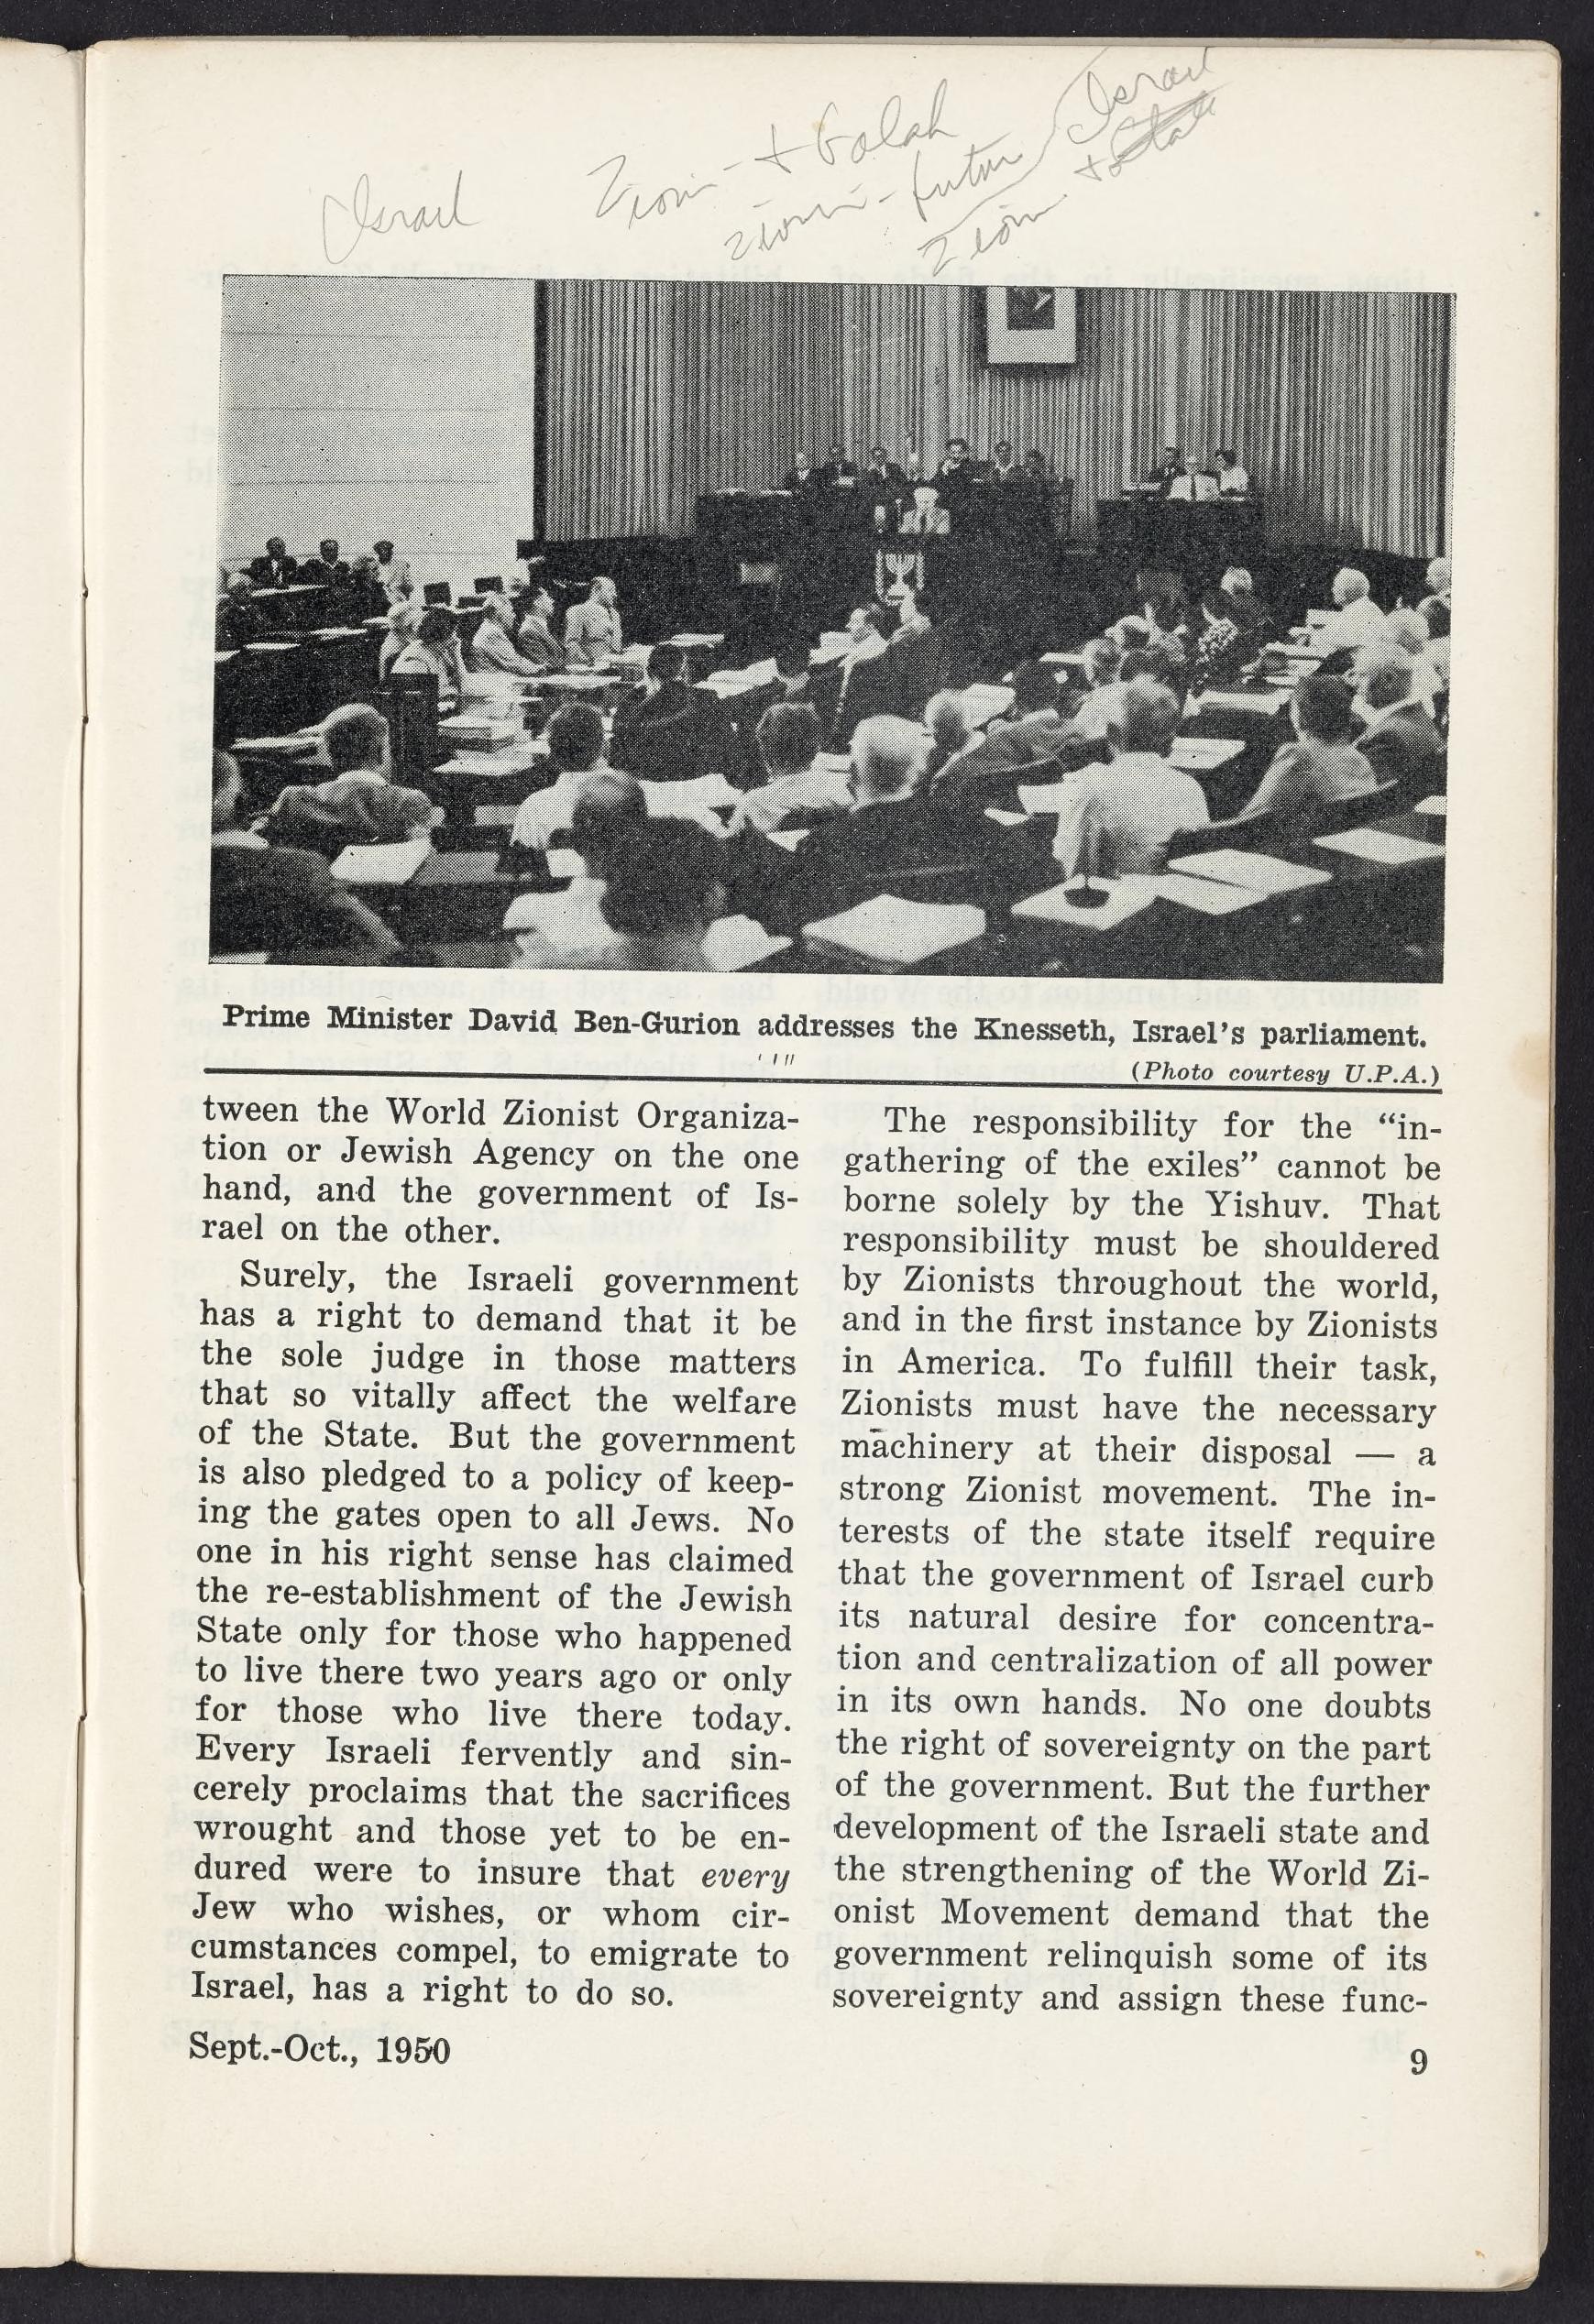 Israel
Zionism + Golah
Zionism - future
Israel
Zionism + State
Prime Minister David Ben-Gurion addresses the Knesseth, Israel's parliament.
(Photo courtesy U.P.A.)
tween the World Zionist Organiza-
tion or Jewish Agency on the one
hand, and the government of Is-
rael on the other.
Surely, the Israeli government
has a right to demand that it be
the sole judge in those matters
that so vitally affect the welfare
of the State. But the government
is also pledged to a policy of keep-
ing the gates open to all Jews. No
one in his right sense has claimed
the re-establishment of the Jewish
State only for those who happened
to live there two years ago or only
for those who live there today.
Every Israeli fervently and sin-
cerely proclaims that the sacrifices
wrought and those yet to be en-
dured were to insure that every
Jew who wishes, or whom cir-
cumstances compel, to emigrate to
Israel, has a right to do so.
The responsibility for the “in-
gathering of the exiles” cannot be
borne solely by the Yishuv. That
responsibility must be shouldered
by Zionists throughout the world,
and in the first instance by Zionists
in America. To fulfill their task,
Zionists must have the necessary
machinery at their disposal — a
strong Zionist movement. The in-
terests of the state itself require
that the government of Israel curb
its natural desire for concentra-
tion and centralization of all power
in its own hands. No one doubts
the right of sovereignty on the part
of the government. But the further
development of the Israeli state and
the strengthening of the World Zi-
onist Movement demand that the
government relinquish some of its
sovereignty and assign these func-
Sept.-Oct., 1950
9